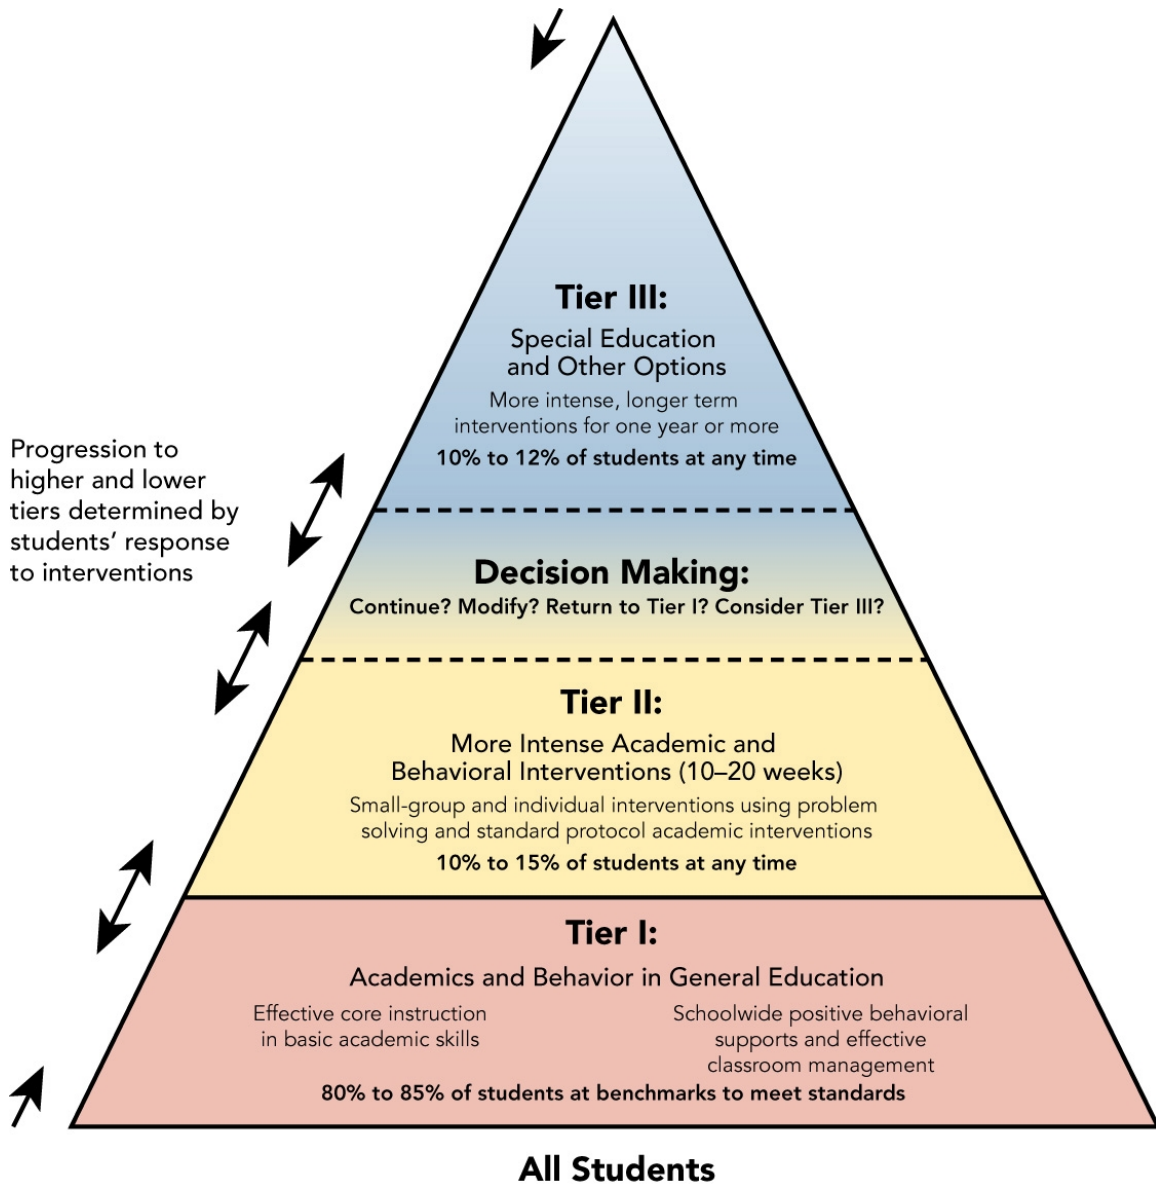 Tier III:
Special Education
and Other Options
More intense, longer term
interventions for one year or more
10% to 12% of students at any time
Progression to
higher and lower
tiers determined by
students’ response
to interventions
Decision Making:
Continue? Modify? Return to Tier I? Consider Tier III?
Tier II:
More Intense Academic and
Behavioral Interventions (10–20 weeks)
Small-group and individual interventions using problem
solving and standard protocol academic interventions
10% to 15% of students at any time
Tier I:
Academics and Behavior in General Education
Effective core instruction
in basic academic skills
Schoolwide positive behavioral
supports and effective
classroom management
80% to 85% of students at benchmarks to meet standards
All Students